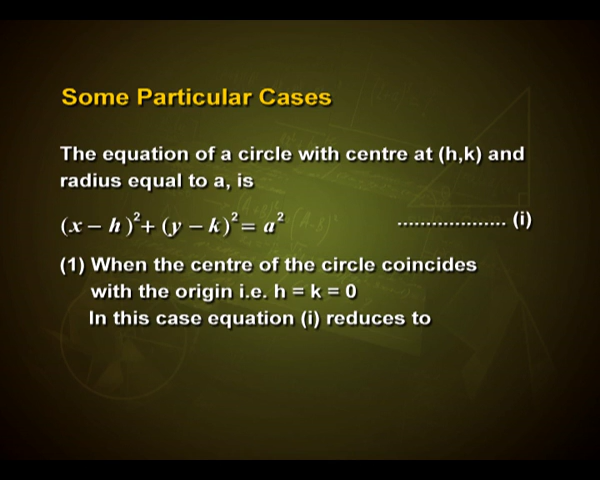 Some Particular Cases
The equation of a circle with centre at (h,k) and
radius equal to a, is
(x – h)²+ (y – k)²= a² ................... (i)
(1) When the centre of the circle coincides
with the origin i.e. h = k = 0
In this case equation (i) reduces to